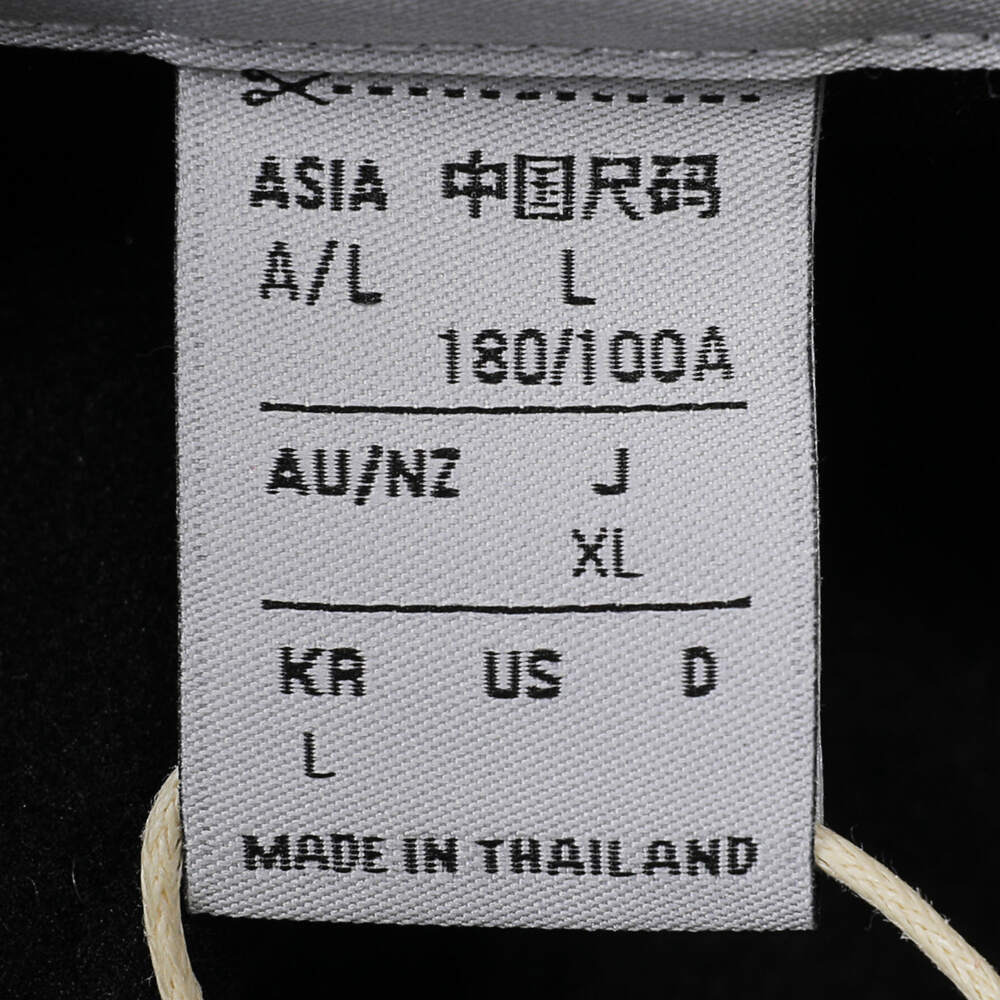 ASIA 中国尺码
A/L L
180/100A
AU/NZ J
XL
KR US D
L
MADE IN THAILAND